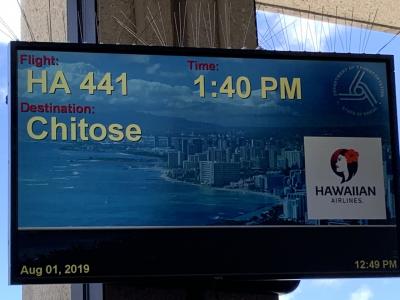 Flight: Time:
HA 441 1:40 PM
Destination:
Chitose
HAWAIIAN
AIRLINES.
Aug 01, 2019 12:49 PM